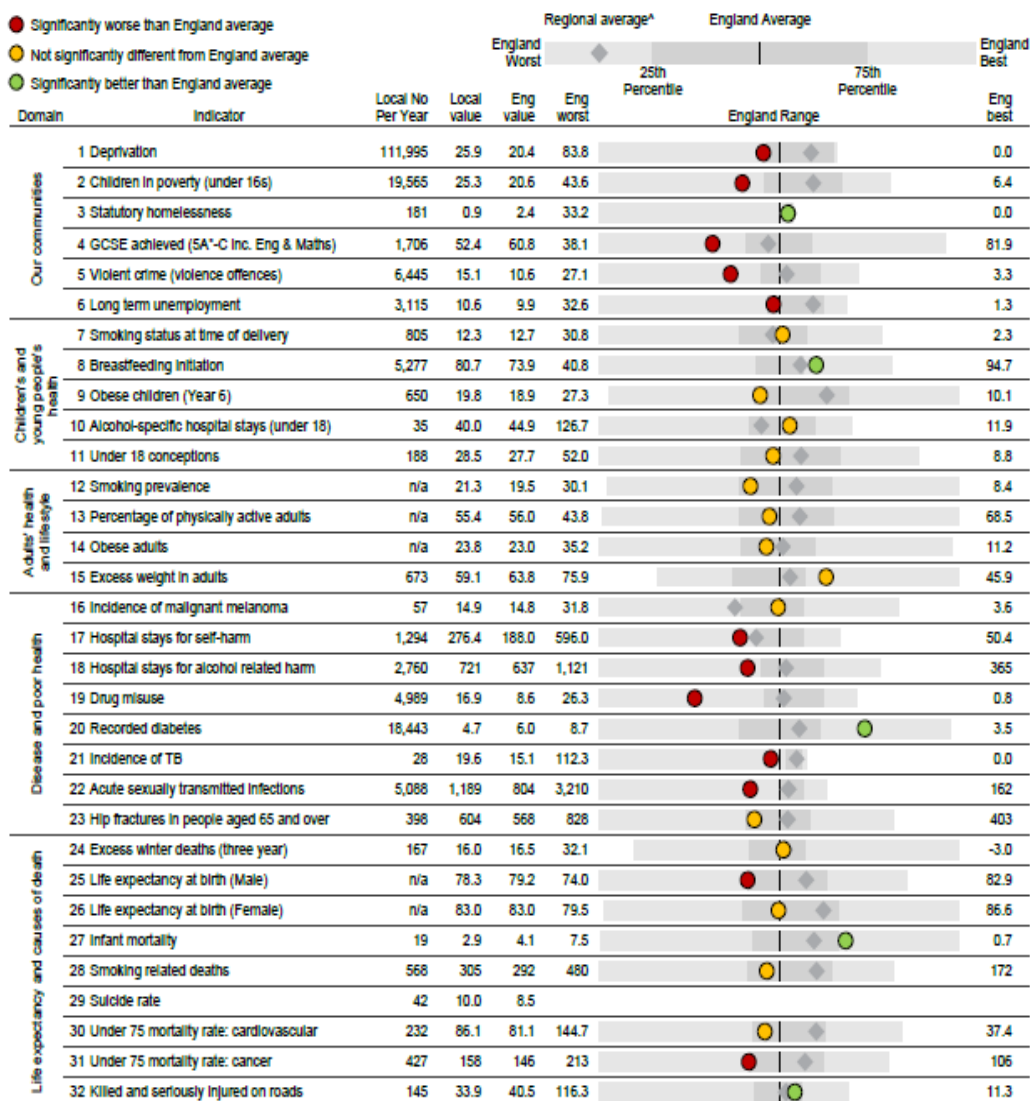 Significantly worse than England average
Not significantly different from England average
Significantly better than England average
Regional average^ England Average
England Worst
England Best
25th Percentile
75th Percentile
Domain Indicator Local No Per Year Local value Eng value Eng worst England Range Eng best
Our communities
1 Deprivation 111,995 25.9 20.4 83.8 0.0
2 Children in poverty (under 16s) 19,565 25.3 20.6 43.6 6.4
3 Statutory homelessness 181 0.9 2.4 33.2 0.0
4 GCSE achieved (5A*-C inc. Eng & Maths) 1,706 52.4 60.8 38.1 81.9
5 Violent crime (violence offences) 6,445 15.1 10.6 27.1 3.3
6 Long term unemployment 3,115 10.6 9.9 32.6 1.3
Children's and young people's health
7 Smoking status at time of delivery 805 12.3 12.7 30.8 2.3
8 Breastfeeding initiation 5,277 80.7 73.9 40.8 94.7
9 Obese children (Year 6) 650 19.8 18.9 27.3 10.1
10 Alcohol-specific hospital stays (under 18) 35 40.0 44.9 126.7 11.9
11 Under 18 conceptions 188 28.5 27.7 52.0 8.8
Adults' health and lifestyle
12 Smoking prevalence n/a 21.3 19.5 30.1 8.4
13 Percentage of physically active adults n/a 55.4 56.0 43.8 68.5
14 Obese adults n/a 23.8 23.0 35.2 11.2
15 Excess weight in adults 673 59.1 63.8 75.9 45.9
Disease and poor health
16 Incidence of malignant melanoma 57 14.9 14.8 31.8 3.6
17 Hospital stays for self-harm 1,294 276.4 188.0 596.0 50.4
18 Hospital stays for alcohol related harm 2,760 721 637 1,121 365
19 Drug misuse 4,989 16.9 8.6 26.3 0.8
20 Recorded diabetes 18,443 4.7 6.0 8.7 3.5
21 Incidence of TB 28 19.6 15.1 112.3 0.0
22 Acute sexually transmitted infections 5,088 1,189 804 3,210 162
23 Hip fractures in people aged 65 and over 398 604 568 828 403
Life expectancy and causes of death
24 Excess winter deaths (three year) 167 16.0 16.5 32.1 -3.0
25 Life expectancy at birth (Male) n/a 78.3 79.2 74.0 82.9
26 Life expectancy at birth (Female) n/a 83.0 83.0 79.5 86.6
27 Infant mortality 19 2.9 4.1 7.5 0.7
28 Smoking related deaths 568 305 292 480 172
29 Suicide rate 42 10.0 8.5
30 Under 75 mortality rate: cardiovascular 232 86.1 81.1 144.7 37.4
31 Under 75 mortality rate: cancer 427 158 146 213 106
32 Killed and seriously injured on roads 145 33.9 40.5 116.3 11.3